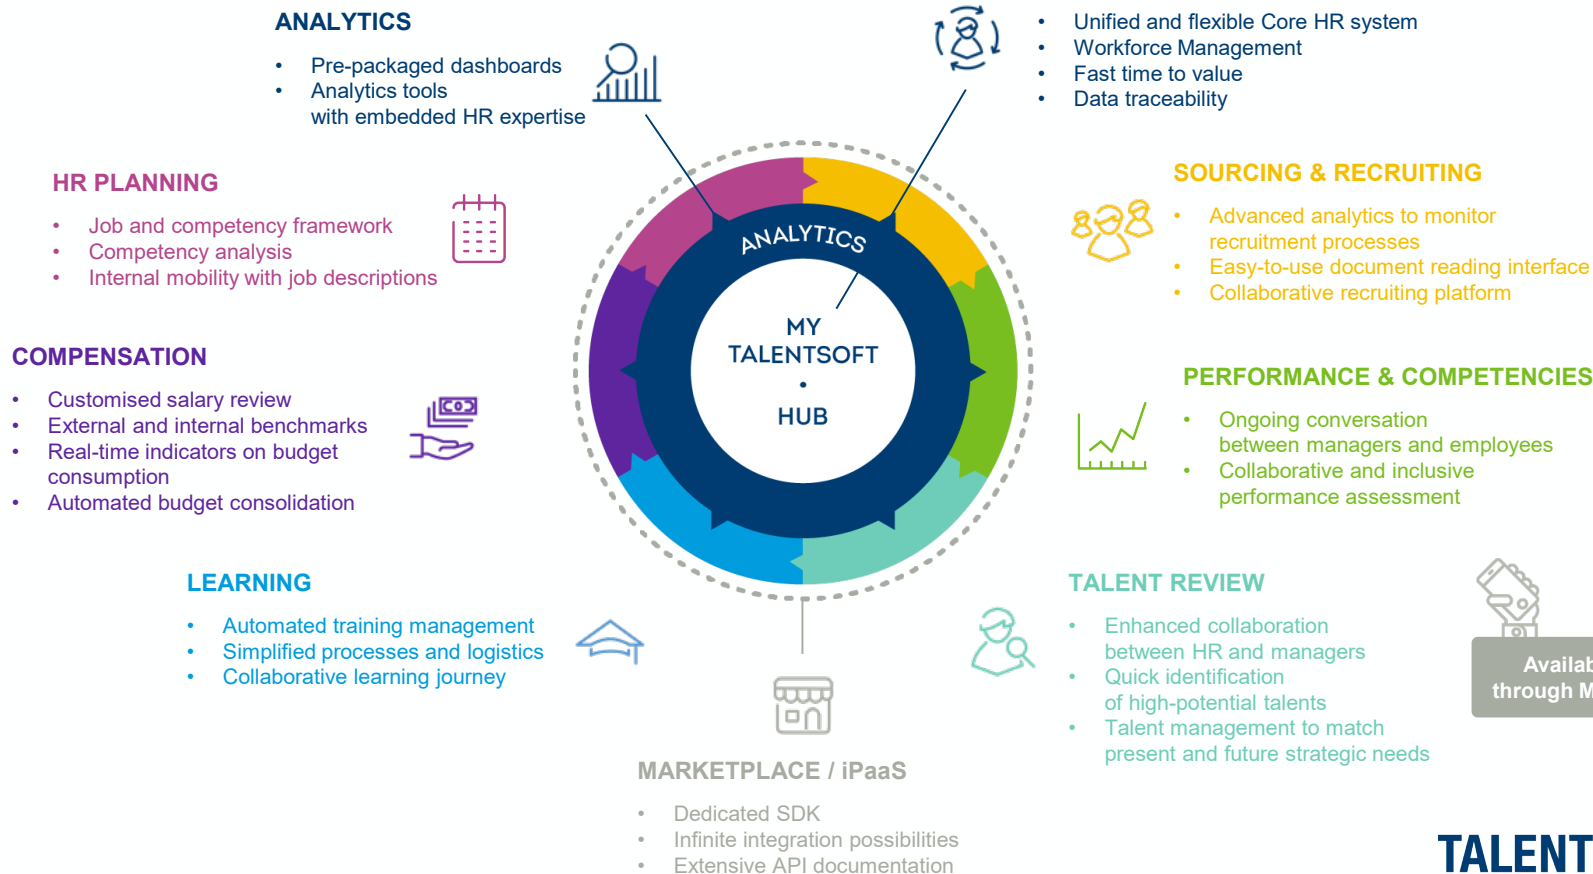 ANALYTICS
• Pre-packaged dashboards
• Analytics tools
with embedded HR expertise
• Unified and flexible Core HR system
• Workforce Management
• Fast time to value
• Data traceability
HR PLANNING
• Job and competency framework
• Competency analysis
• Internal mobility with job descriptions
SOURCING & RECRUITING
• Advanced analytics to monitor
recruitment processes
• Easy-to-use document reading interface
• Collaborative recruiting platform
ANALYTICS
MY
TALENTSOFT
•
HUB
COMPENSATION
• Customised salary review
• External and internal benchmarks
• Real-time indicators on budget
consumption
• Automated budget consolidation
PERFORMANCE & COMPETENCIES
• Ongoing conversation
between managers and employees
• Collaborative and inclusive
performance assessment
LEARNING
• Automated training management
• Simplified processes and logistics
• Collaborative learning journey
TALENT REVIEW
• Enhanced collaboration
between HR and managers
• Quick identification
of high-potential talents
• Talent management to match
present and future strategic needs
through
MARKETPLACE / iPaaS
• Dedicated SDK
• Infinite integration possibilities
• Extensive API documentation
TALENT